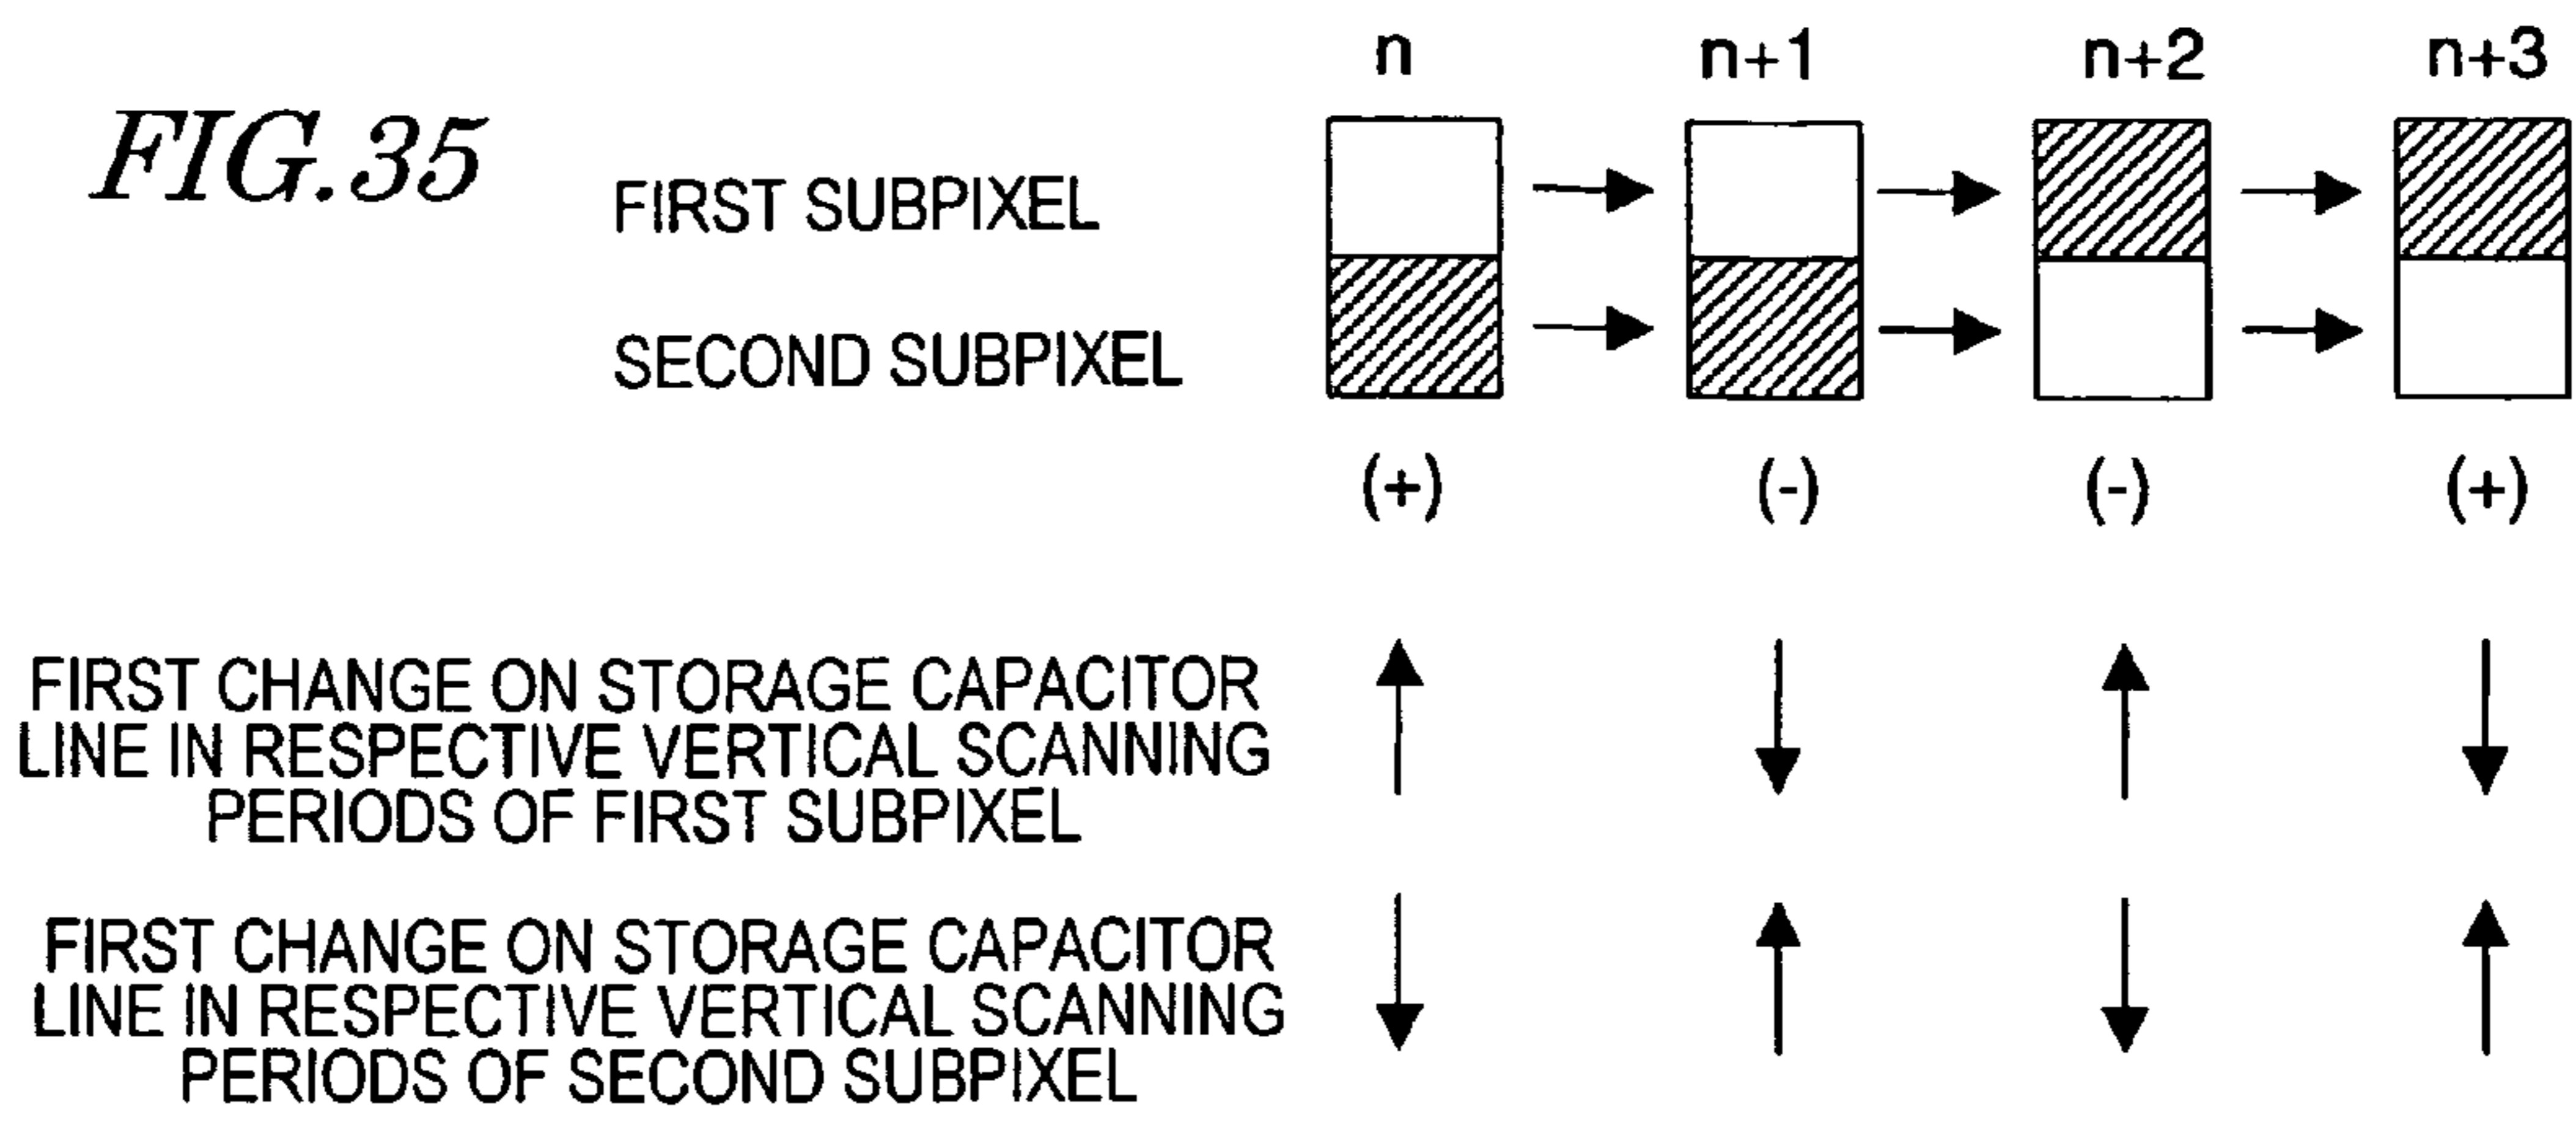 FIG.35
n n+1 n+2 n+3
FIRST SUBPIXEL
SECOND SUBPIXEL
(+) (-) (-) (+)
FIRST CHANGE ON STORAGE CAPACITOR
LINE IN RESPECTIVE VERTICAL SCANNING
PERIODS OF FIRST SUBPIXEL
FIRST CHANGE ON STORAGE CAPACITOR
LINE IN RESPECTIVE VERTICAL SCANNING
PERIODS OF SECOND SUBPIXEL